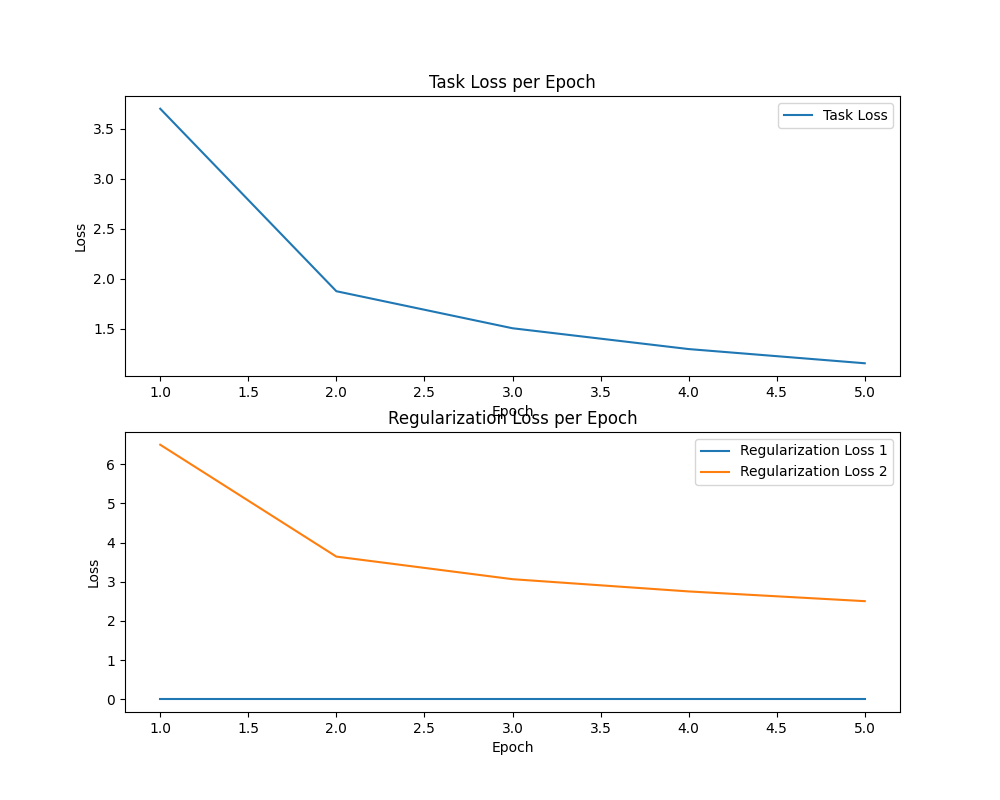 Task Loss per Epoch
Task Loss
3.5
3.0
2.5
2.0
1.5
Loss
1.0 1.5 2.0 2.5 3.0 3.5 4.0 4.5 5.0
Epoch
Regularization Loss per Epoch
Regularization Loss 1
Regularization Loss 2
6
5
4
3
2
1
0
Loss
1.0 1.5 2.0 2.5 3.0 3.5 4.0 4.5 5.0
Epoch